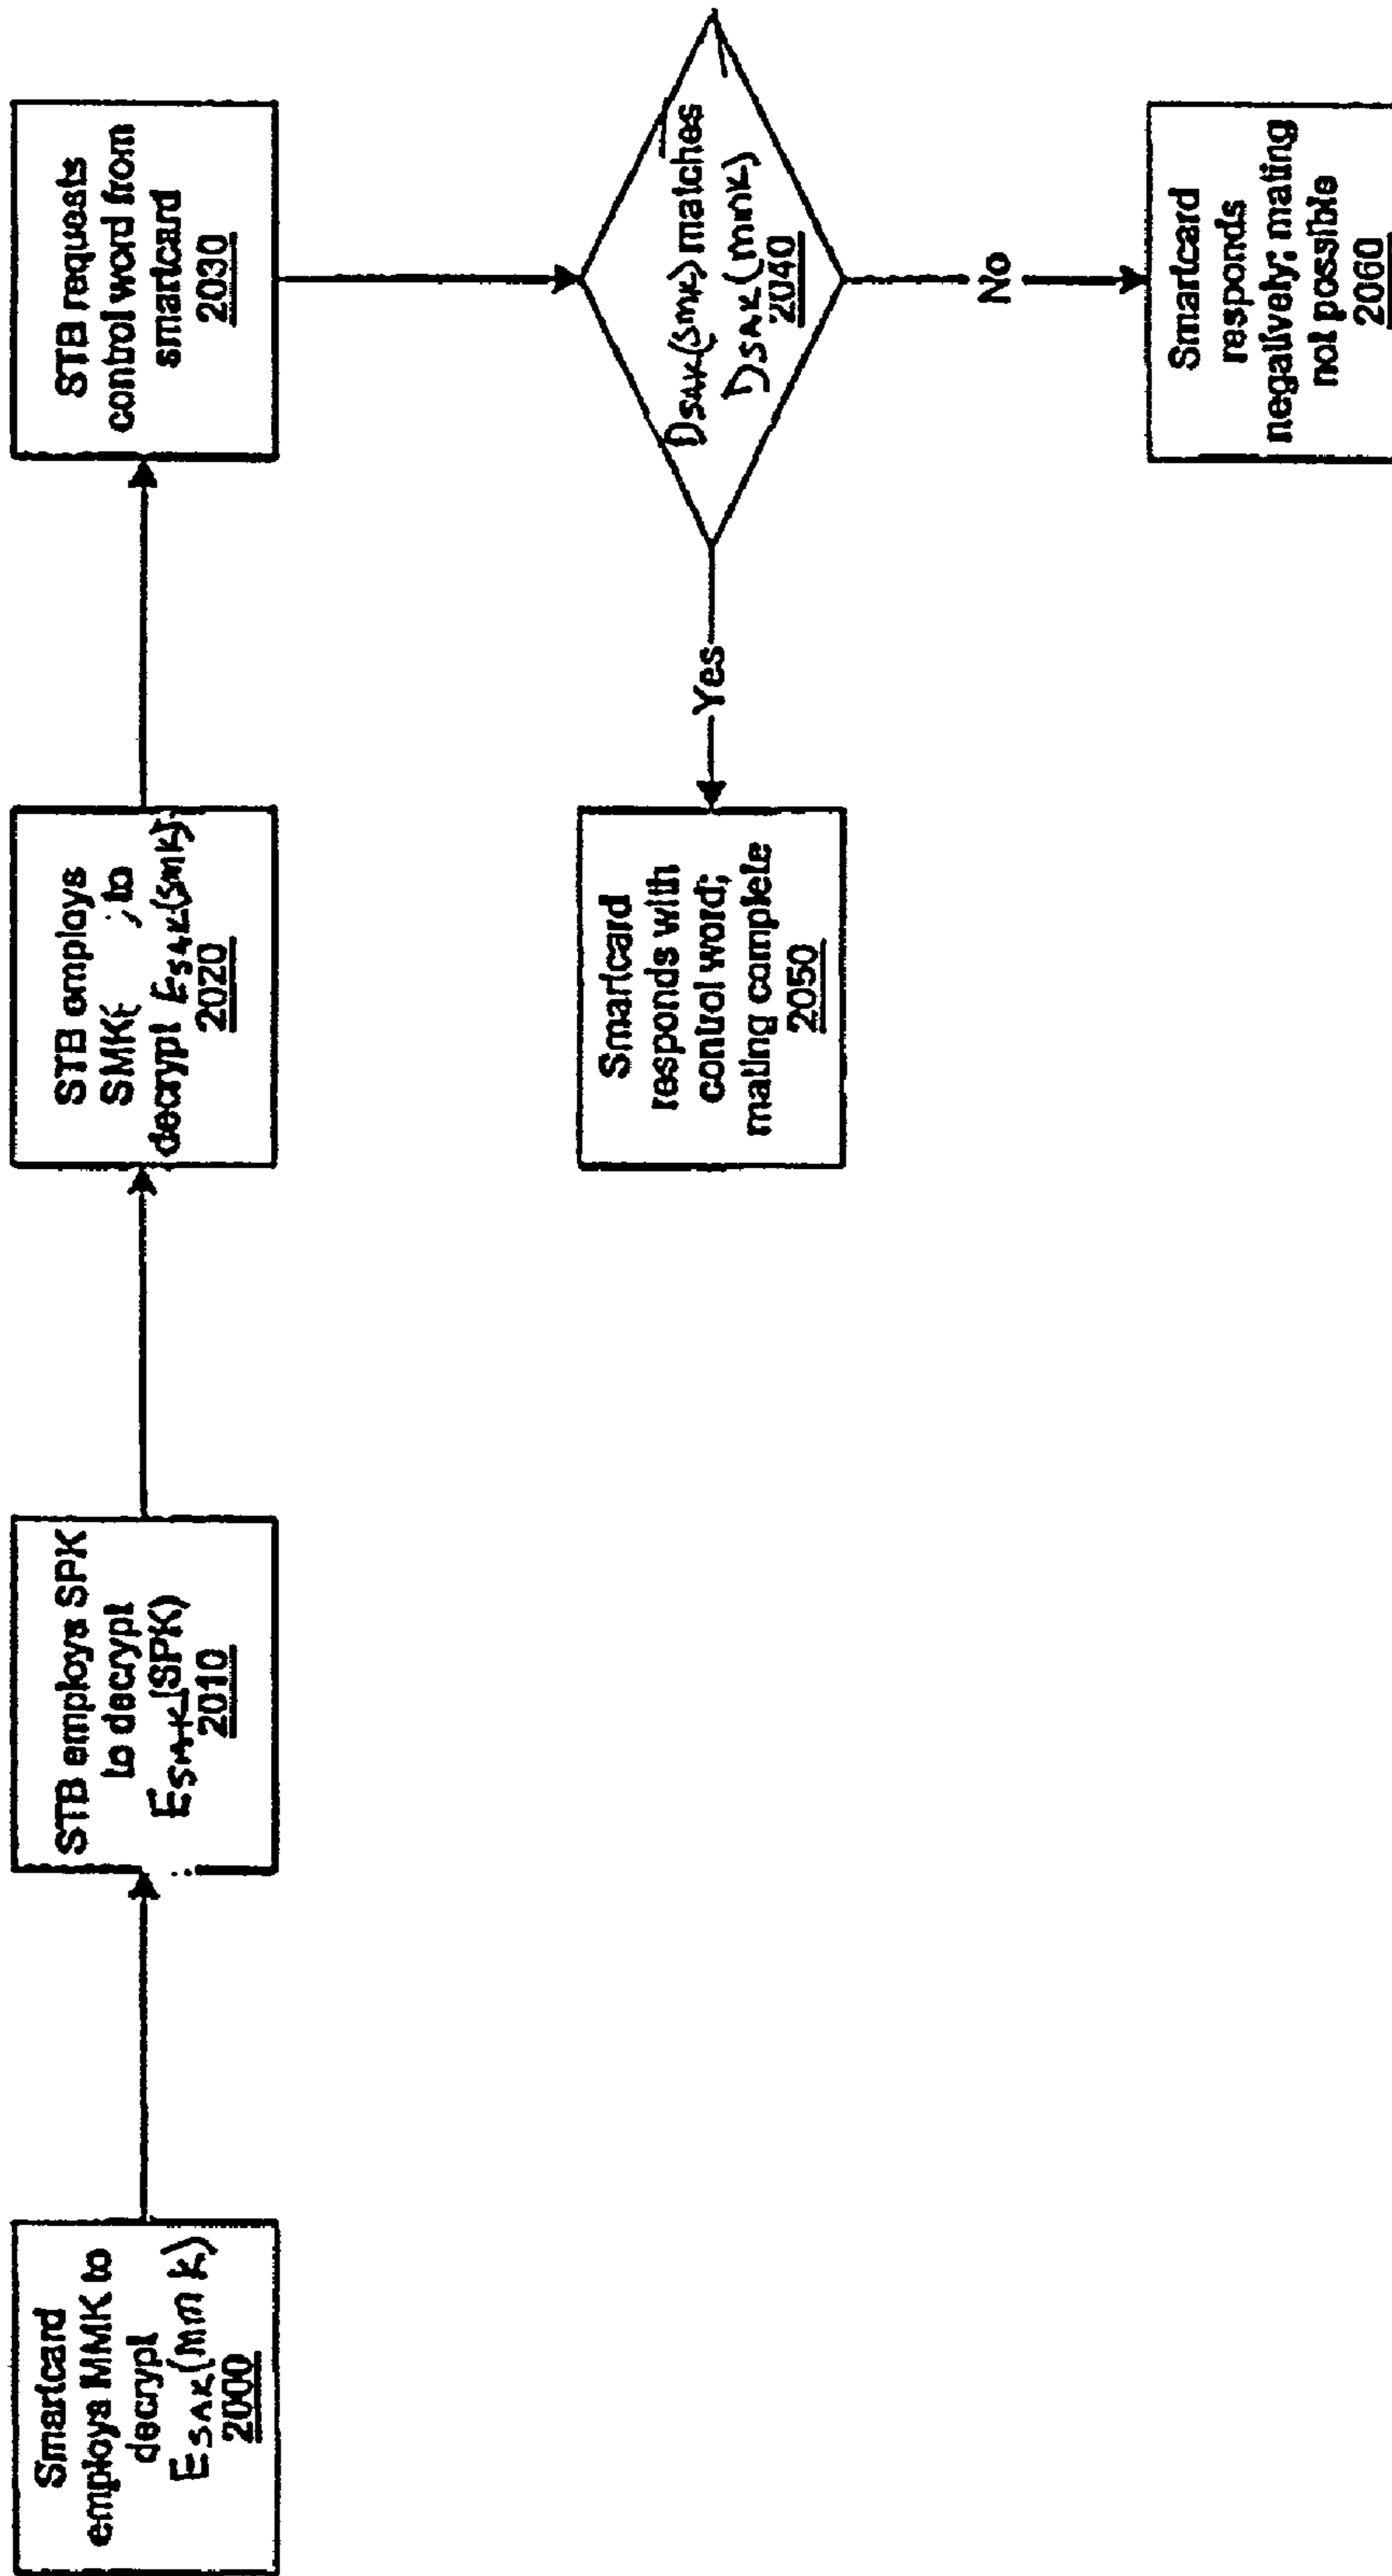 Smartcard
employs MMK to
decrypt
ESAK(MMK)
2000
STB employs SPK
to decrypt
ESMK(SPK)
2010
STB employs
SMK to
decrypt ESAK(SMK)
2020
STB requests
control word from
smartcard
2030
DSAK(SMK) matches
DSAK(MMK)
2040
Yes
Smartcard
responds with
control word;
mating complete
2050
No
Smartcard
responds
negatively; mating
not possible
2060